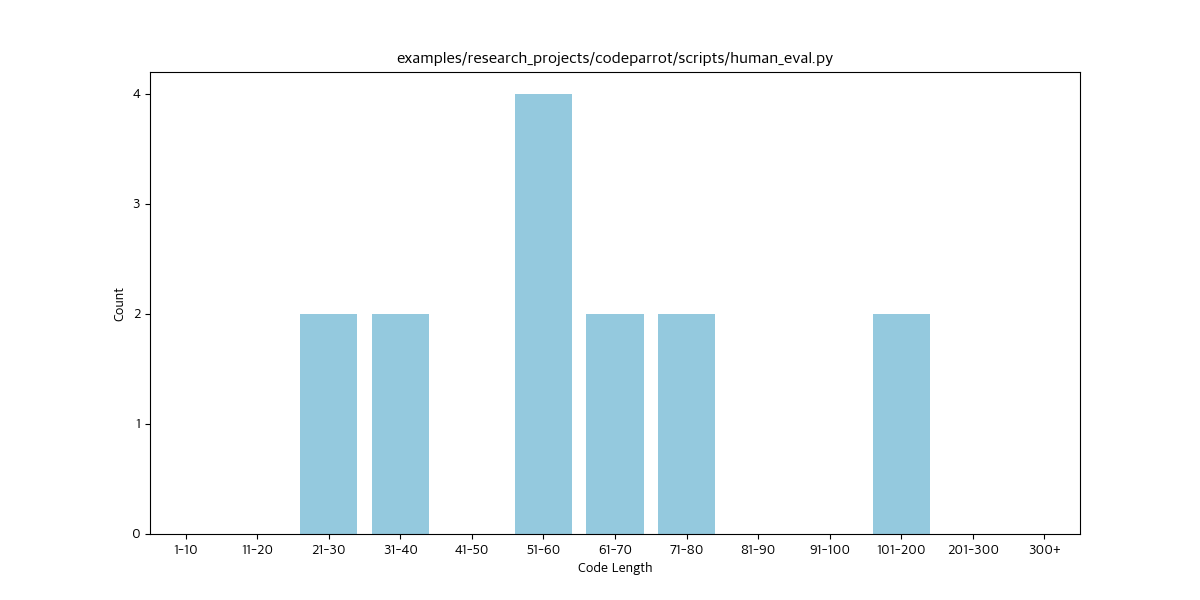 examples/research_projects/codeparrot/scripts/human_eval.py
4
3
2
1
0
Count
1-10 11-20 21-30 31-40 41-50 51-60 61-70 71-80 81-90 91-100 101-200 201-300 300+
Code Length